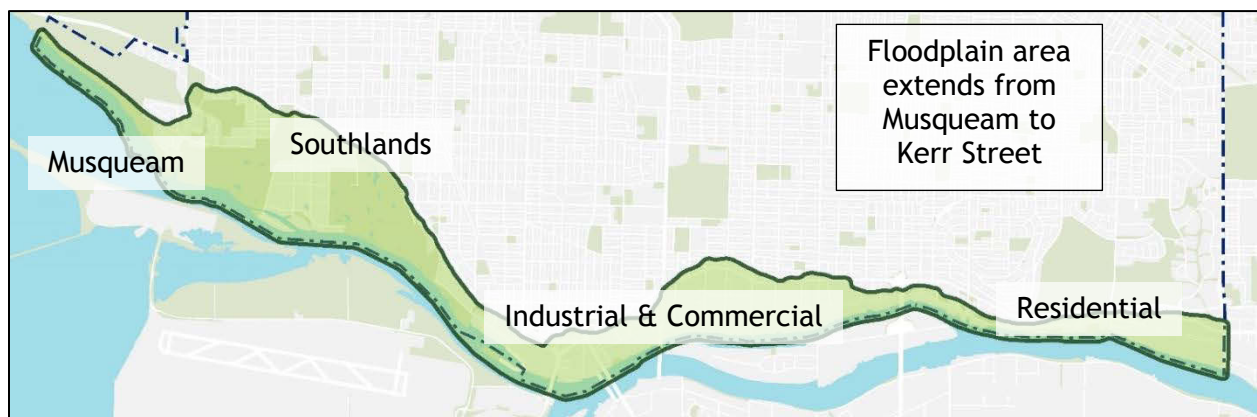 Floodplain area
extends from
Musqueam to
Kerr Street
Southlands
Musqueam
Industrial & Commercial
Residential